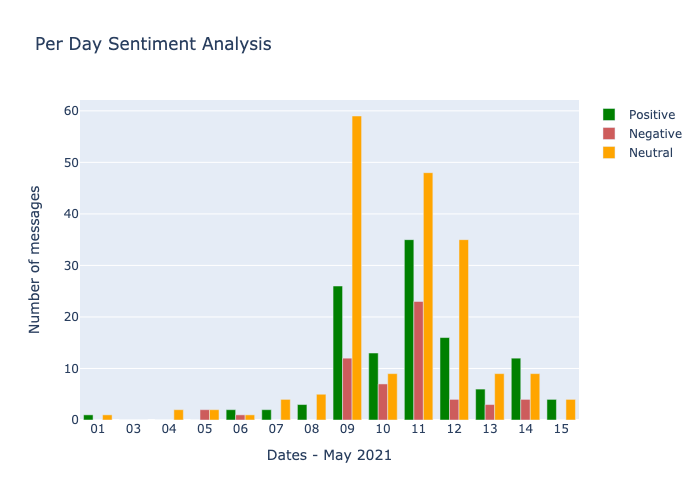 Per Day Sentiment Analysis
Positive
Negative
Neutral
Number of messages
60
50
40
30
20
10
0
01 03 04 05 06 07 08 09 10 11 12 13 14 15
Dates - May 2021